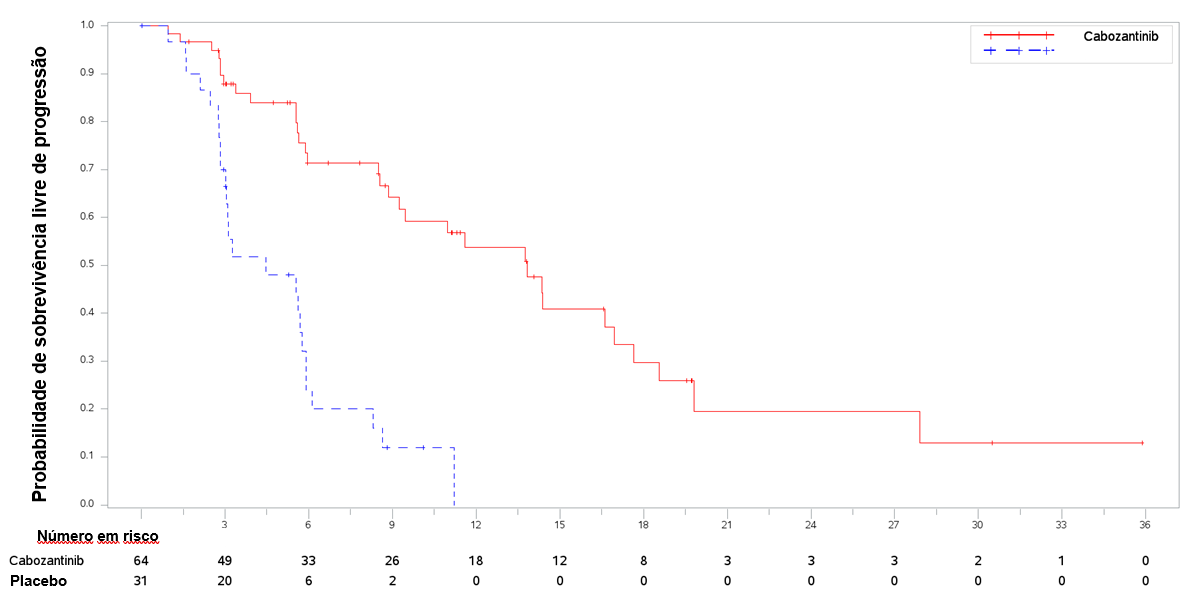 Probabilidade de sobrevivência livre de progressão
1.0
0.9
0.8
0.7
0.6
0.5
0.4
0.3
0.2
0.1
0.0
Cabozantinib
3 6 9 12 15 18 21 24 27 30 33 36
Número em risco
Cabozantinib 64 49 33 26 18 12 8 3 3 3 2 1 0
Placebo 31 20 6 2 0 0 0 0 0 0 0 0 0